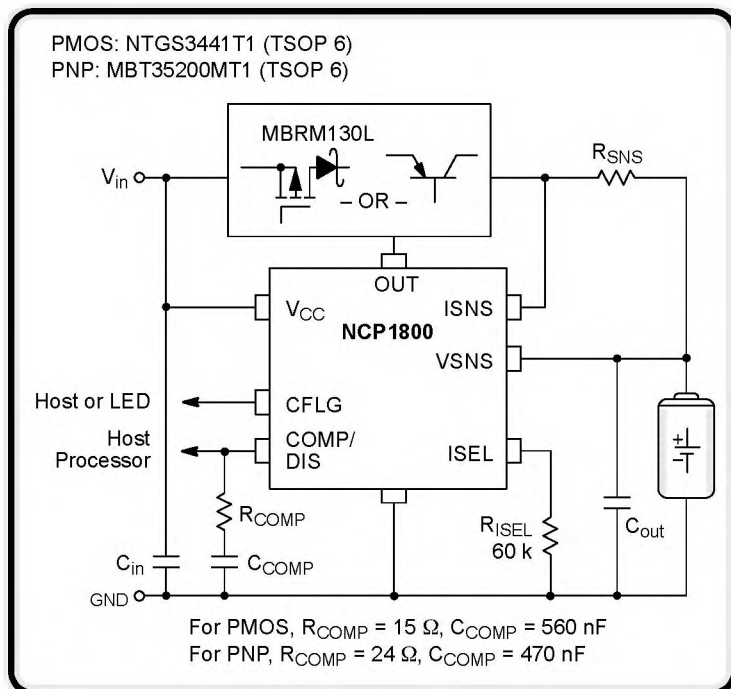 PMOS: NTGS3441T1 (TSOP 6)
PNP: MBT35200MT1 (TSOP 6)
MBRM130L
– OR –
Vin
RSNS
OUT
VCC
ISNS
NCP1800
VSNS
Host or LED
CFLG
Host
Processor
COMP/
DIS
ISEL
RCOMP
CCOMP
RISEL
60 k
Cin
Cout
+
–
GND
For PMOS, RCOMP = 15 Ω, CCOMP = 560 nF
For PNP, RCOMP = 24 Ω, CCOMP = 470 nF